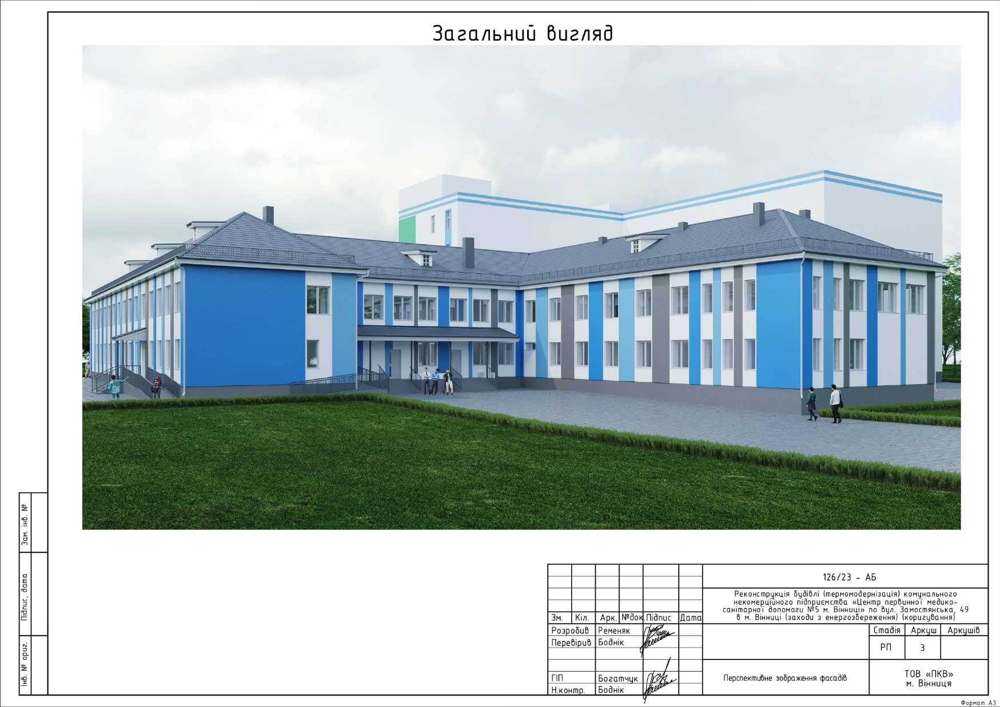 Загальний вигляд
Зам. інв. №
Підпис, дата
Інв. № ориг.
126/23 - АБ
Реконструкція будівлі (термомодернізація) комунального
некомерційного підприємства «Центр первинної медико-
санітарної допомоги №5 м. Вінниці» по вул. Замостянська, 49
в м. Вінниці (заходи з енергозбереження) (коригування)
Зм. Кіл. Арк. №док. Підпис Дата
Розробив Ременяк
Перевірив Боднік
Стадія Аркуш Аркушів
РП 3
ГІП Богатчук
Н.контр. Боднік
Перспективне зображення фасадів
ТОВ «ПКВ»
м. Вінниця
Формат А3